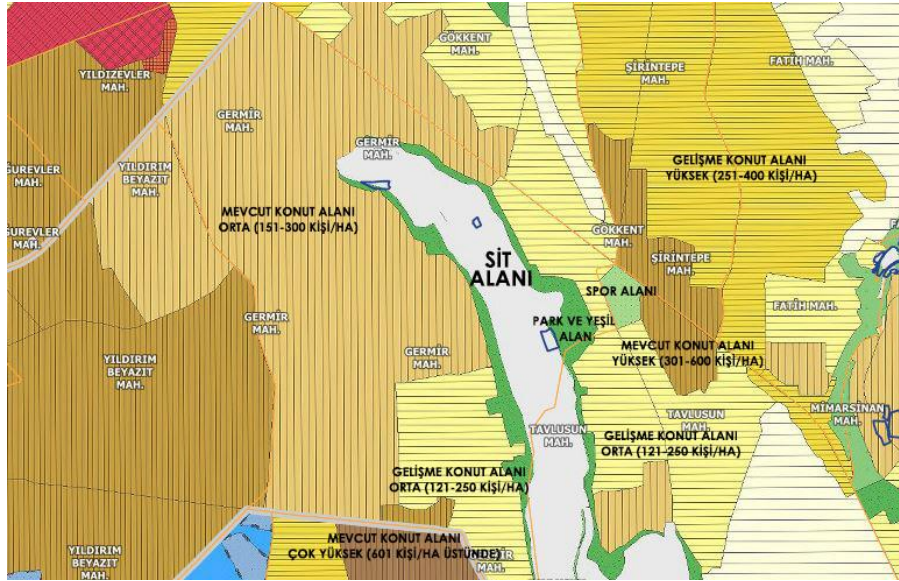 GÖKKENT
MAH.
ŞİRİNTEPE
MAH.
FATİH MAH.
YILDIZEVLER
MAH.
GERMİR
MAH.
GERMİR
MAH.
YILDIRIM
BEYAZIT
MAH.
ĞUREVLER
MAH.
GELİŞME KONUT ALANI
YÜKSEK (251-400 KİŞİ/HA)
MEVCUT KONUT ALANI
ORTA (151-300 KİŞİ/HA)
GUREVLER
MAH.
GÖKKENT
MAH.
ŞİRİNTEPE
MAH.
SİT
ALANI
SPOR ALANI
FATİH MAH.
GERMİR
MAH.
PARK VE YEŞİL
ALAN
MEVCUT KONUT ALANI
YÜKSEK (301-600 KİŞİ/HA)
GERMİR
MAH.
YILDIRIM
BEYAZIT
MAH.
MİMARSİNAN
MAH.
TAVLUSUN
MAH.
TAVLUSUN
MAH.
GELİŞME KONUT ALANI
ORTA (121-250 KİŞİ/HA)
GELİŞME KONUT ALANI
ORTA (121-250 KİŞİ/HA)
MEVCUT KONUT ALANI
ÇOK YÜKSEK (601 KİŞİ/HA ÜSTÜNDE)
MAH.
YILDIRIM
BEYAZIT
MAH.